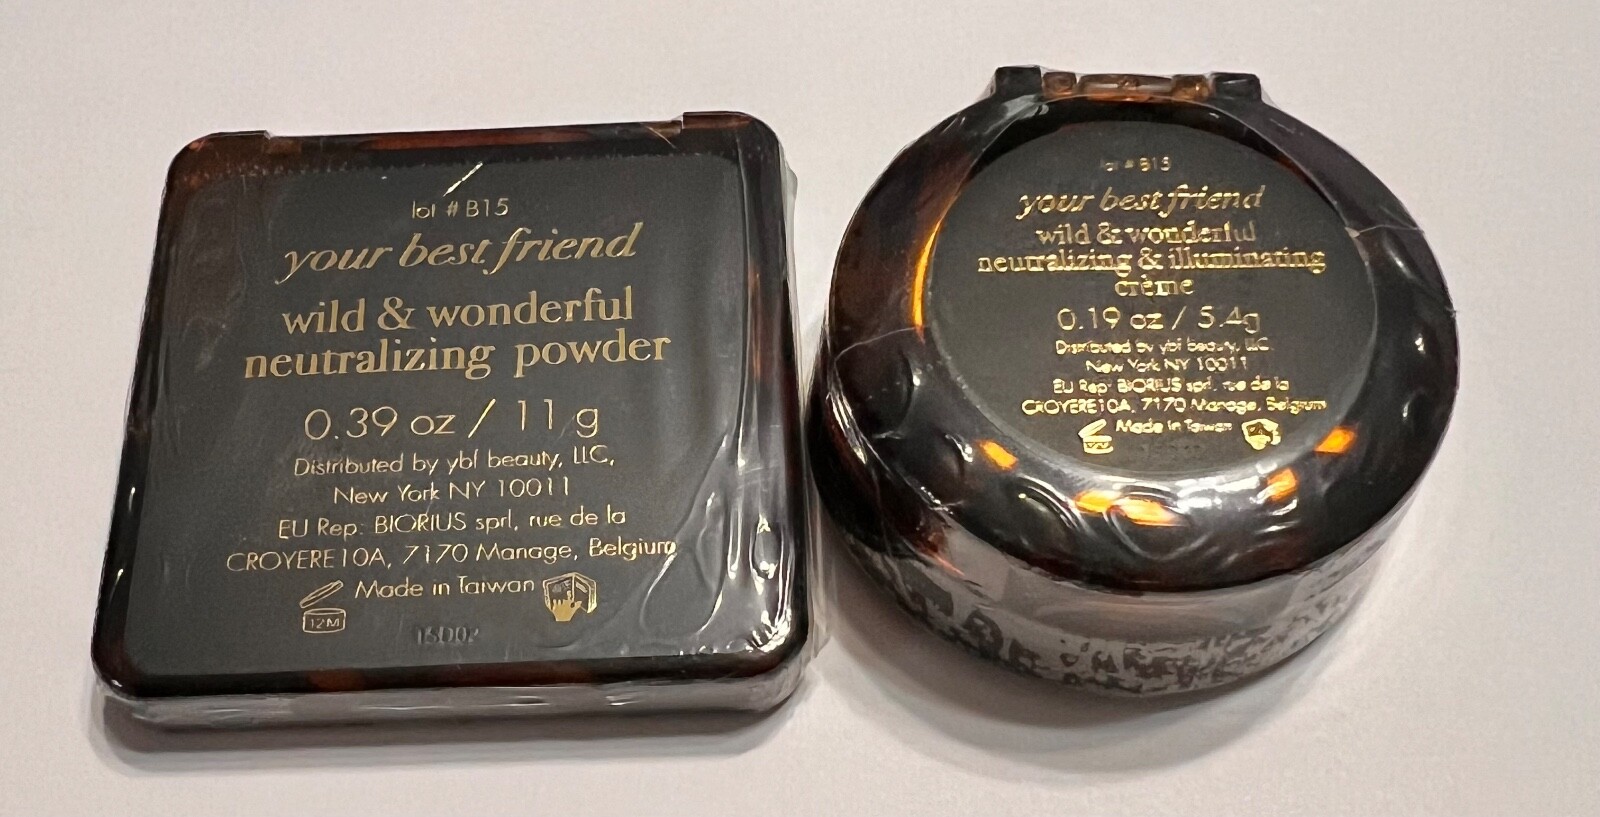 lot # B15
your best friend
wild & wonderful
neutralizing powder
0.39 oz / 11 g
Distributed by ybf beauty, LLC,
New York NY 10011
EU Rep: BIORIUS sprl, rue de la
CROYERE10A, 7170 Manage, Belgium
Made in Taiwan
12M
15D02
lot # B15
your best friend
wild & wonderful
neutralizing & illuminating
crème
0.19 oz / 5.4g
Distributed by ybf beauty, LLC,
New York NY 10011
EU Rep: BIORIUS sprl, rue de la
CROYERE10A, 7170 Manage, Belgium
Made in Taiwan